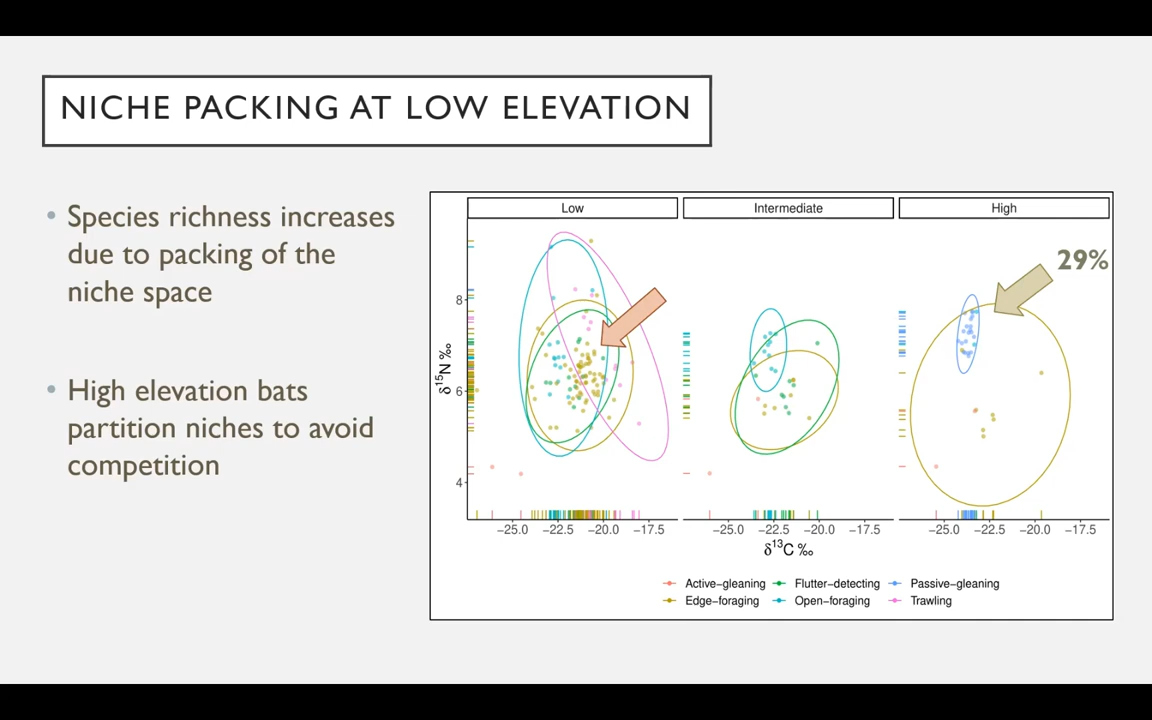 NICHE PACKING AT LOW ELEVATION
• Species richness increases
due to packing of the
niche space
• High elevation bats
partition niches to avoid
competition
Low Intermediate High
29%
8
6
4
δ15N ‰
−25.0 −22.5 −20.0 −17.5 −25.0 −22.5 −20.0 −17.5 −25.0 −22.5 −20.0 −17.5
δ13C ‰
Active−gleaning Flutter−detecting Passive−gleaning
Edge−foraging Open−foraging Trawling